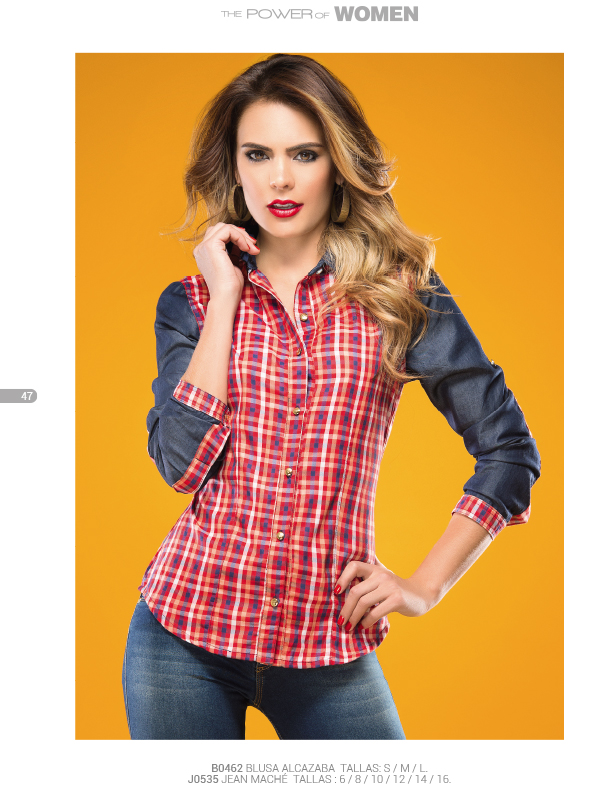 THE POWER OF WOMEN
47
B0462 BLUSA ALCAZABA TALLAS: S / M / L.
J0535 JEAN MACHÉ TALLAS : 6 / 8 / 10 / 12 / 14 / 16.